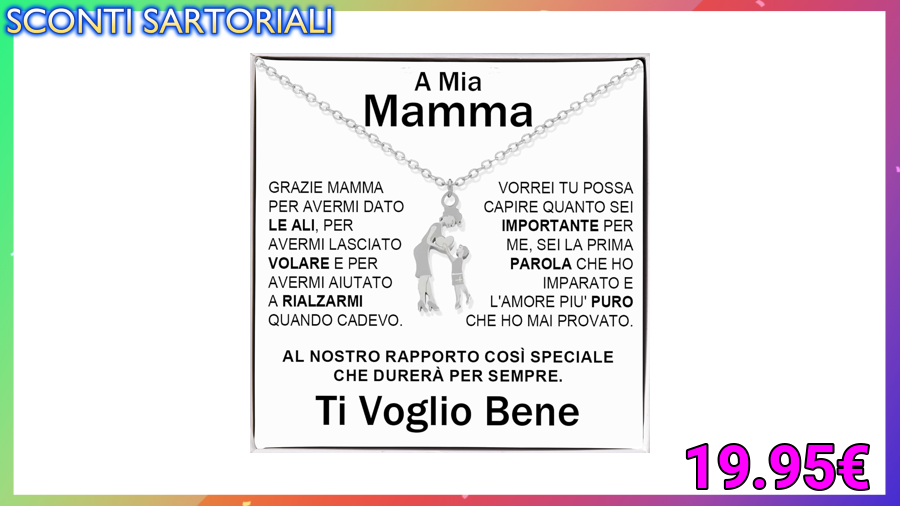 SCONTI SARTORIALI
A Mia
Mamma
GRAZIE MAMMA
PER AVERMI DATO
LE ALI, PER
AVERMI LASCIATO
VOLARE E PER
AVERMI AIUTATO
A RIALZARMI
QUANDO CADEVO.
VORREI TU POSSA
CAPIRE QUANTO SEI
IMPORTANTE PER
ME, SEI LA PRIMA
PAROLA CHE HO
IMPARATO E
L'AMORE PIU' PURO
CHE HO MAI PROVATO.
AL NOSTRO RAPPORTO COSÌ SPECIALE
CHE DURERÀ PER SEMPRE.
Ti Voglio Bene
19.95€